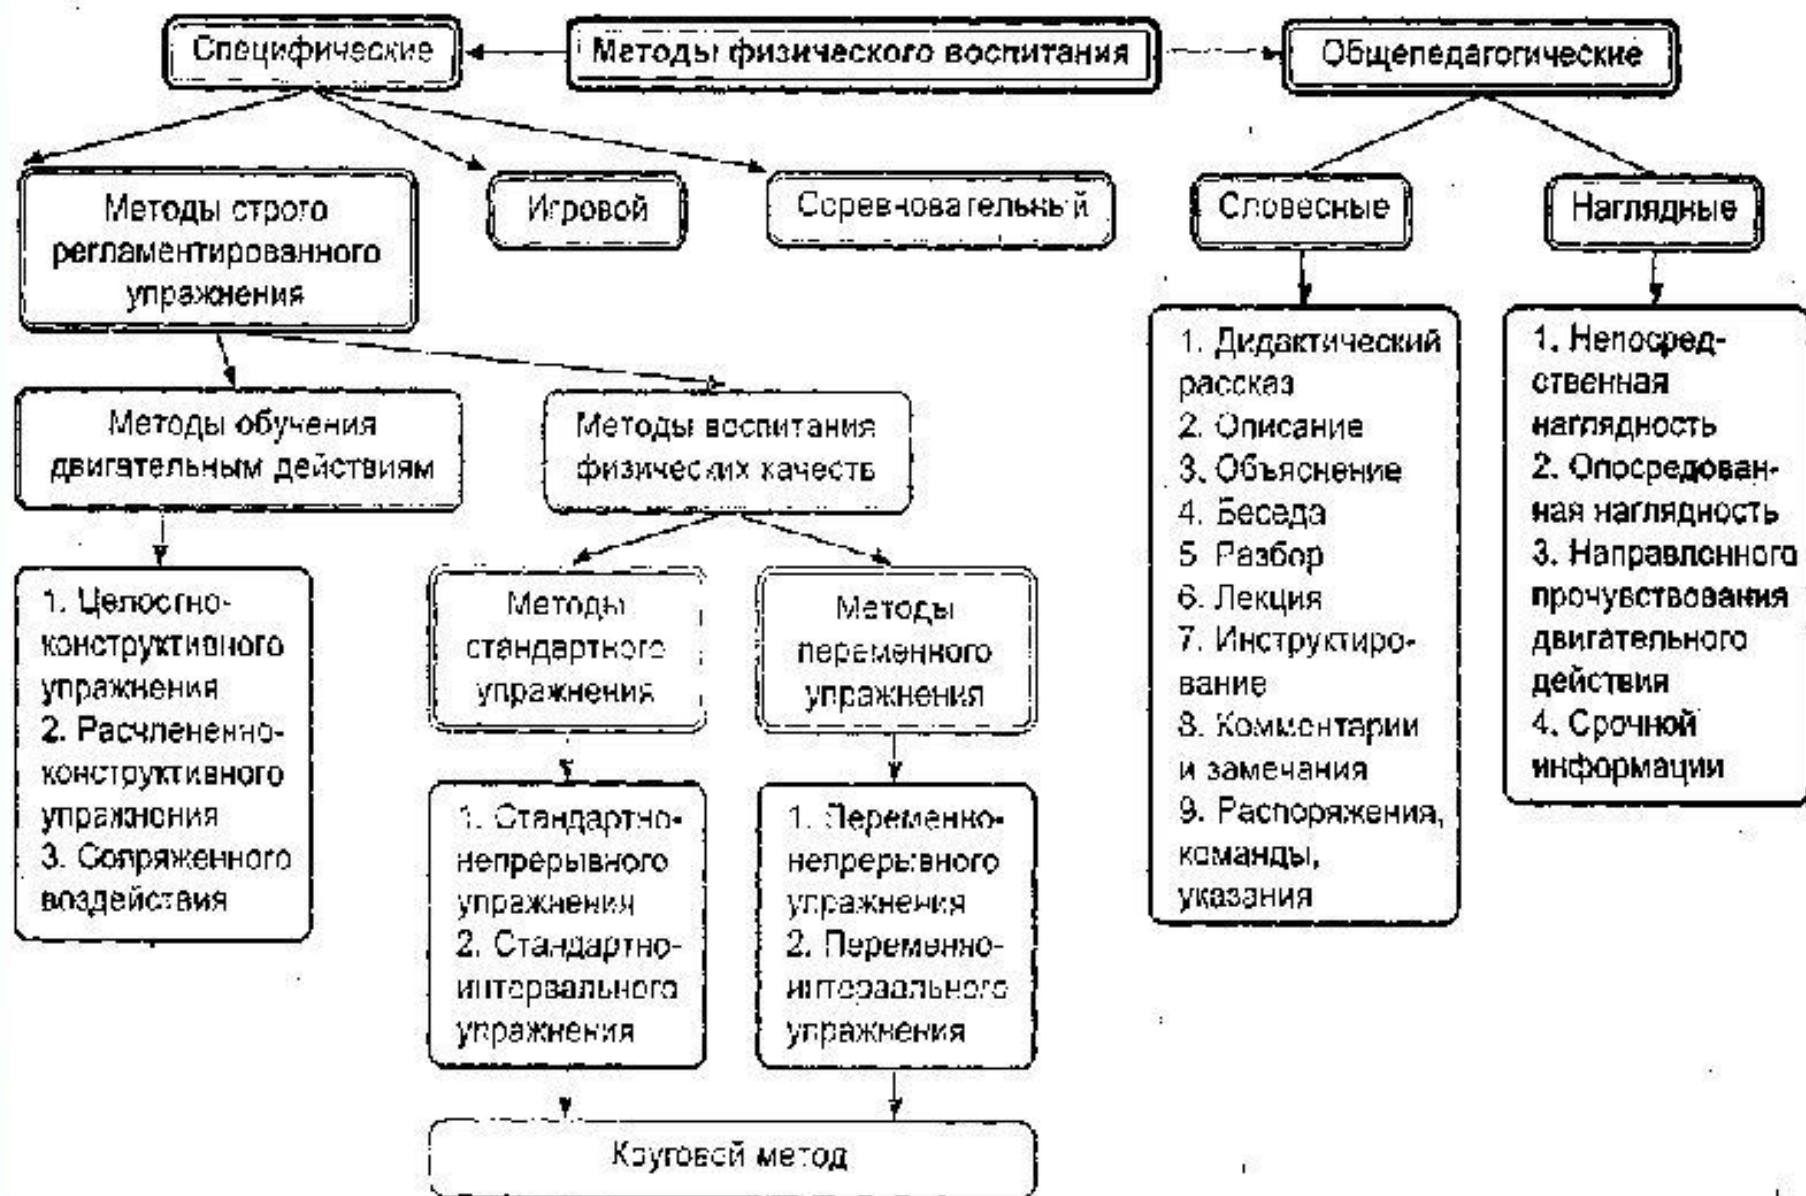 Специфические
Методы физического воспитания
Общепедагогические
Методы строго
регламентированного
упражнения
Игровой
Соревновательный
Словесные
Наглядные
Методы обучения
двигательным действиям
Методы воспитания
физических качеств
1. Целостно-
конструктивного
упражнения
2. Расчлененно-
конструктивного
упражнения
3. Сопряженного
воздействия
Методы
стандартного
упражнения
Методы
переменного
упражнения
1. Стандартно-
непрерывного
упражнения
2. Стандартно-
интервального
упражнения
1. Переменно-
непрерывного
упражнения
2. Переменно-
интервального
упражнения
Круговой метод
1. Дидактический
рассказ
2. Описание
3. Объяснение
4. Беседа
5 Разбор
6. Лекция
7. Инструктиро-
вание
8. Комментарии
и замечания
9. Распоряжения,
команды,
указания
1. Непосред-
ственная
наглядность
2. Опосредован-
ная наглядность
3. Направленного
прочувствования
двигательного
действия
4. Срочной
информации